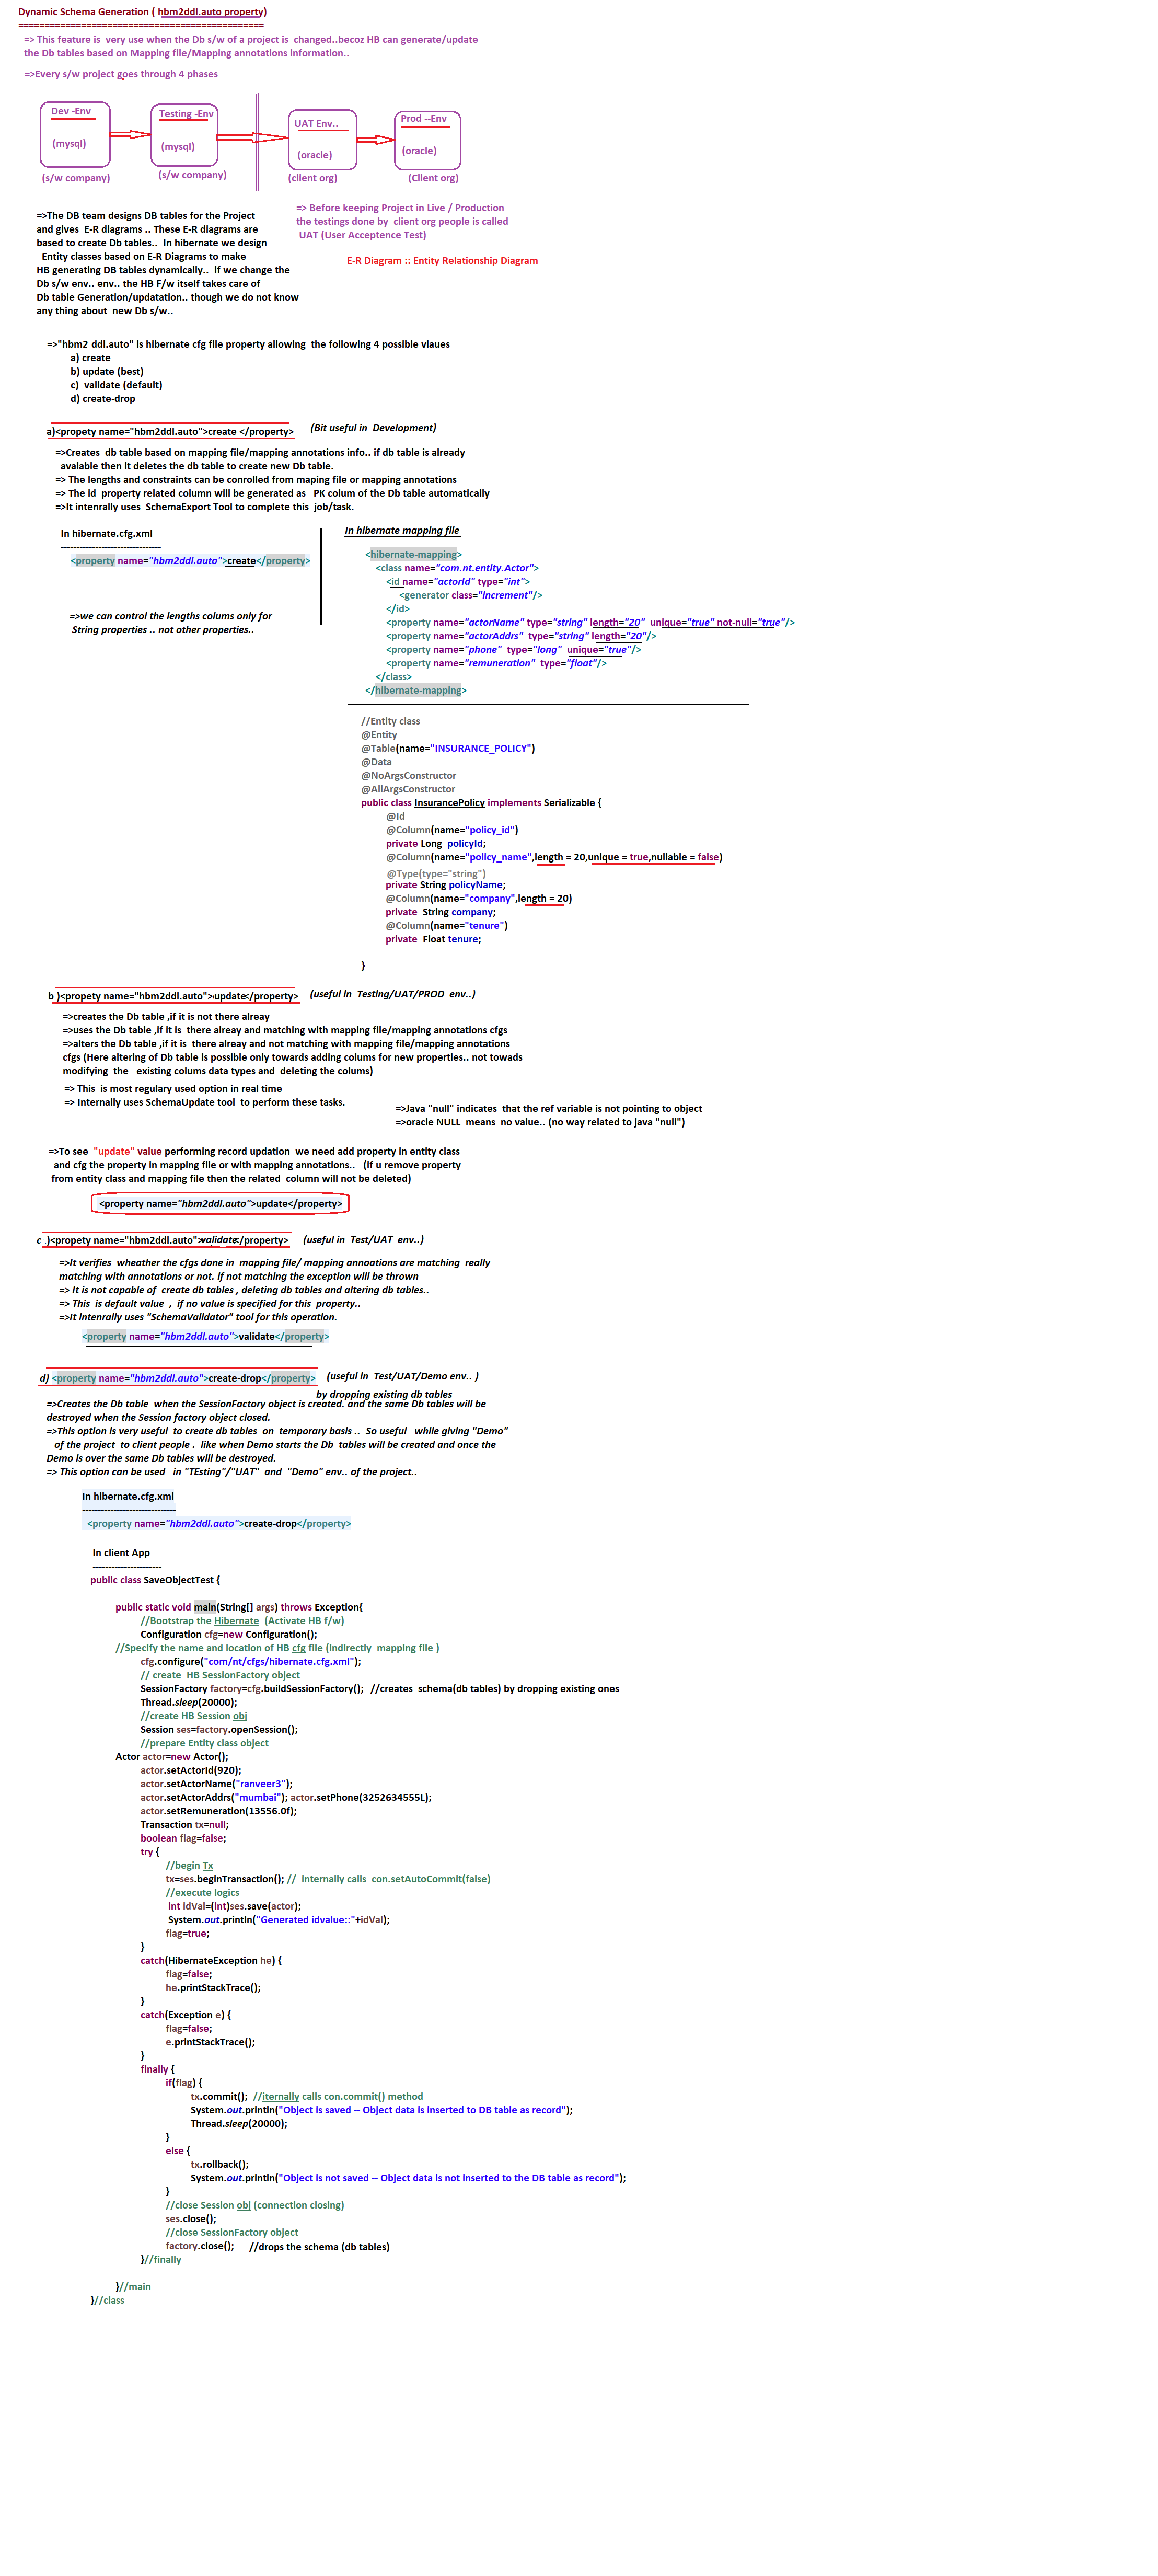 Dynamic Schema Generation ( hbm2ddl.auto property)
===============================================
=> This feature is  very use when the Db s/w of a project is  changed..becoz HB can generate/update
the Db tables based on Mapping file/Mapping annotations information..
=>Every s/w project goes through 4 phases
Dev -Env
Testing -Env
UAT Env..
Prod --Env
(mysql)
(mysql)
(oracle)
(oracle)
(s/w company)
(s/w company)
(client org)
(Client org)
=> Before keeping Project in Live / Production
the testings done by  client org people is called
UAT (User Acceptence Test)
E-R Diagram :: Entity Relationship Diagram
=>The DB team designs DB tables for the Project
and gives  E-R diagrams .. These E-R diagrams are
based to create Db tables..  In hibernate we design
Entity classes based on E-R Diagrams to make
HB generating DB tables dynamically..  if we change the
Db s/w env.. env.. the HB F/w itself takes care of
Db table Generation/updatation.. though we do not know
any thing about  new Db s/w..
=>"hbm2 ddl.auto" is hibernate cfg file property allowing  the following 4 possible vlaues
a) create
b) update (best)
c)  validate (default)
d) create-drop
a)<propety name="hbm2ddl.auto">create </property>
(Bit useful in  Development)
=>Creates  db table based on mapping file/mapping annotations info.. if db table is already
avaiable then it deletes the db table to create new Db table.
=> The lengths and constraints can be conrolled from maping file or mapping annotations
=> The id  property related column will be generated as   PK colum of the Db table automatically
=>It intenrally uses  SchemaExport Tool to complete this  job/task.
In hibernate.cfg.xml
--------------------------------
<property name="hbm2ddl.auto">create</property>
=>we can control the lengths colums only for
String properties .. not other properties..
In hibernate mapping file
<hibernate-mapping>
<class name="com.nt.entity.Actor">
<id name="actorId" type="int">
<generator class="increment"/>
</id>
<property name="actorName" type="string" length="20"  unique="true" not-null="true"/>
<property name="actorAddrs"  type="string" length="20"/>
<property name="phone"  type="long"  unique="true"/>
<property name="remuneration"  type="float"/>
</class>
</hibernate-mapping>
//Entity class
@Entity
@Table(name="INSURANCE_POLICY")
@Data
@NoArgsConstructor
@AllArgsConstructor
public class InsurancePolicy implements Serializable {
@Id
@Column(name="policy_id")
private Long  policyId;
@Column(name="policy_name",length = 20,unique = true,nullable = false)
@Type(type="string")
private String policyName;
@Column(name="company",length = 20)
private  String company;
@Column(name="tenure")
private  Float tenure;
}
b )<propety name="hbm2ddl.auto">update</property>
(useful in  Testing/UAT/PROD  env..)
=>creates the Db table ,if it is not there alreay
=>uses the Db table ,if it is  there alreay and matching with mapping file/mapping annotations cfgs
=>alters the Db table ,if it is  there alreay and not matching with mapping file/mapping annotations
cfgs (Here altering of Db table is possible only towards adding colums for new properties.. not towads
modifying  the   existing colums data types and  deleting the colums)
=> This  is most regulary used option in real time
=> Internally uses SchemaUpdate tool  to perform these tasks.
=>Java "null" indicates  that the ref variable is not pointing to object
=>oracle NULL  means  no value.. (no way related to java "null")
=>To see  "update" value performing record updation  we need add property in entity class
and cfg the property in mapping file or with mapping annotations..   (if u remove property
from entity class and mapping file then the related  column will not be deleted)
<property name="hbm2ddl.auto">update</property>
c  )<propety name="hbm2ddl.auto">validate</property>
(useful in  Test/UAT  env..)
=>It verifies  wheather the cfgs done in  mapping file/ mapping annoations are matching  really
matching with annotations or not. if not matching the exception will be thrown
=> It is not capable of  create db tables , deleting db tables and altering db tables..
=> This  is default value  ,  if no value is specified for this  property..
=>It intenrally uses "SchemaValidator" tool for this operation.
<property name="hbm2ddl.auto">validate</property>
d) <property name="hbm2ddl.auto">create-drop</property>
(useful in  Test/UAT/Demo env.. )
by dropping existing db tables
=>Creates the Db table  when the SessionFactory object is created. and the same Db tables will be
destroyed when the Session factory object closed.
=>This option is very useful  to create db tables  on  temporary basis ..  So useful   while giving "Demo"
of the project  to client people .  like when Demo starts the Db  tables will be created and once the
Demo is over the same Db tables will be destroyed.
=> This option can be used   in "TEsting"/"UAT"  and  "Demo" env.. of the project..
In hibernate.cfg.xml
------------------------------
<property name="hbm2ddl.auto">create-drop</property>
In client App
----------------------
public class SaveObjectTest {
public static void main(String[] args) throws Exception{
//Bootstrap the Hibernate  (Activate HB f/w)
Configuration cfg=new Configuration();
//Specify the name and location of HB cfg file (indirectly  mapping file )
cfg.configure("com/nt/cfgs/hibernate.cfg.xml");
// create  HB SessionFactory object
SessionFactory factory=cfg.buildSessionFactory();  //creates  schema(db tables) by dropping existing ones
Thread.sleep(20000);
//create HB Session obj
Session ses=factory.openSession();
//prepare Entity class object
Actor actor=new Actor();
actor.setActorId(920);
actor.setActorName("ranveer3");
actor.setActorAddrs("mumbai"); actor.setPhone(3252634555L);
actor.setRemuneration(13556.0f);
Transaction tx=null;
boolean flag=false;
try {
//begin Tx
tx=ses.beginTransaction(); //  internally calls  con.setAutoCommit(false)
//execute logics
int idVal=(int)ses.save(actor);
System.out.println("Generated idvalue::"+idVal);
flag=true;
}
catch(HibernateException he) {
flag=false;
he.printStackTrace();
}
catch(Exception e) {
flag=false;
e.printStackTrace();
}
finally {
if(flag) {
tx.commit();  //iternally calls con.commit() method
System.out.println("Object is saved -- Object data is inserted to DB table as record");
Thread.sleep(20000);
}
else {
tx.rollback();
System.out.println("Object is not saved -- Object data is not inserted to the DB table as record");
}
//close Session obj (connection closing)
ses.close();
//close SessionFactory object
factory.close();     //drops the schema (db tables)
}//finally
}//main
}//class